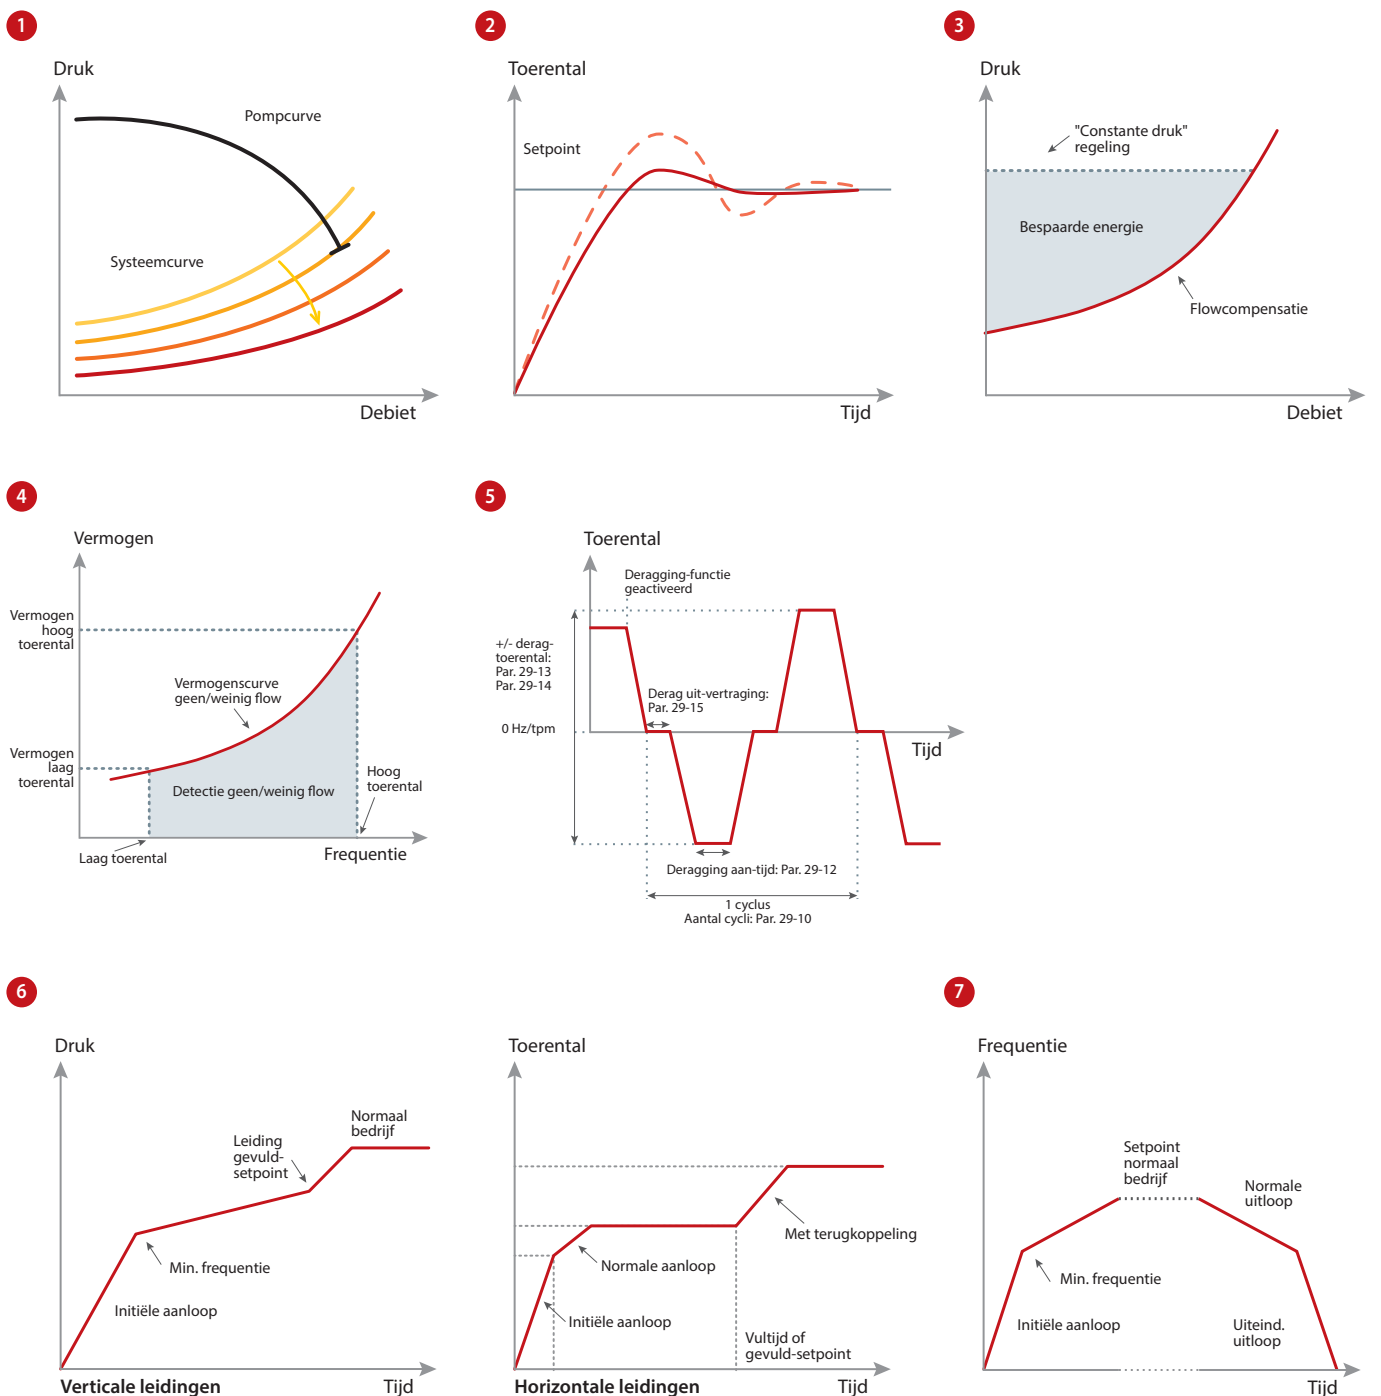 1
Druk
Pompcurve
Systeemcurve
Debiet
2
Toerental
Setpoint
Tijd
3
Druk
"Constante druk"
regeling
Bespaarde energie
Flowcompensatie
Debiet
4
Vermogen
Vermogen
hoog
toerental
Vermogenscurve
geen/weinig flow
Vermogen
laag
toerental
Detectie geen/weinig flow
Hoog
toerental
Laag toerental
Frequentie
5
Toerental
Deragging-functie
geactiveerd
+/- derag-
toerental:
Par. 29-13
Par. 29-14
Derag uit-vertraging:
Par. 29-15
0 Hz/tpm
Tijd
Deragging aan-tijd: Par. 29-12
1 cyclus
Aantal cycli: Par. 29-10
6
Druk
Normaal
bedrijf
Leiding
gevuld-
setpoint
Min. frequentie
Initiële aanloop
Verticale leidingen
Tijd
Toerental
Met terugkoppeling
Normale aanloop
Initiële aanloop
Vultijd of
gevuld-setpoint
Horizontale leidingen
Tijd
7
Frequentie
Setpoint
normaal
bedrijf
Normale
uitloop
Min. frequentie
Initiële aanloop
Uiteind.
uitloop
Tijd